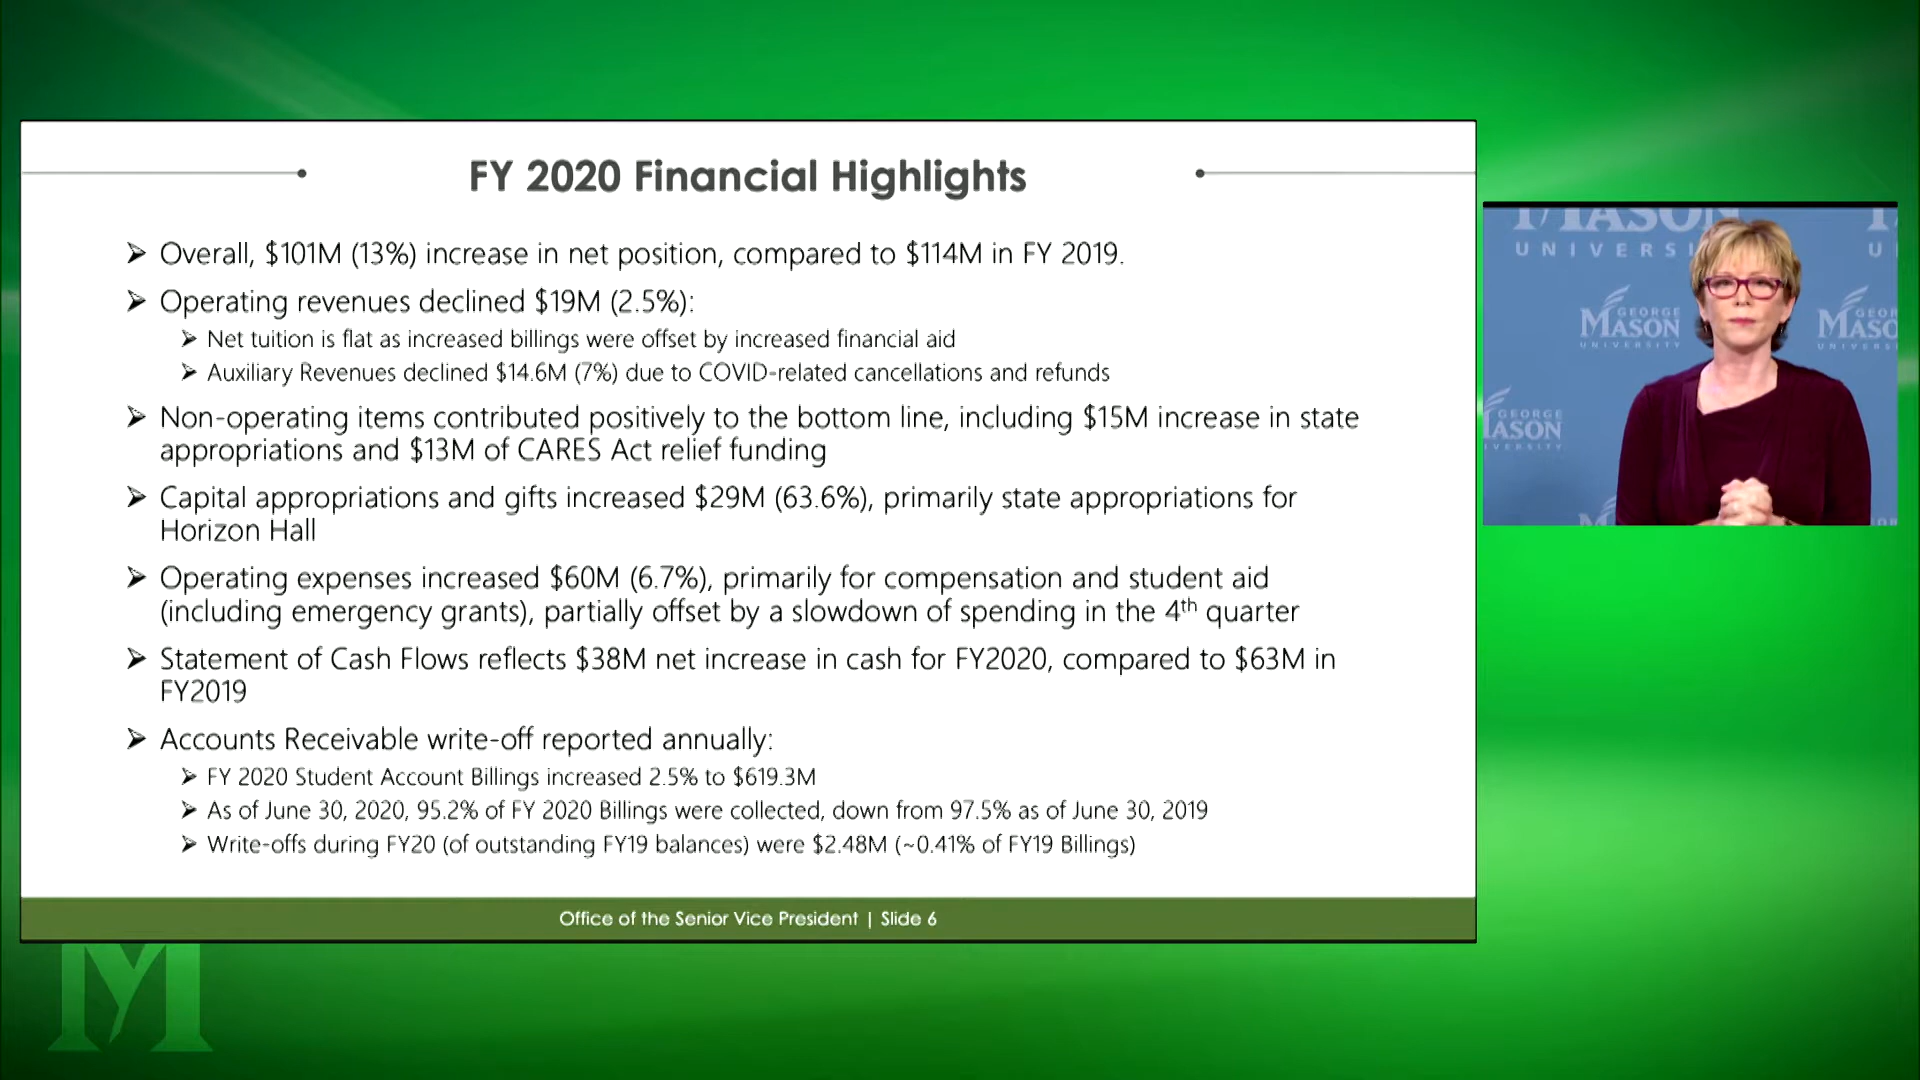 FY 2020 Financial Highlights
Overall, $101M (13%) increase in net position, compared to $114M in FY 2019.
Operating revenues declined $19M (2.5%):
Net tuition is flat as increased billings were offset by increased financial aid
Auxiliary Revenues declined $14.6M (7%) due to COVID-related cancellations and refunds
Non-operating items contributed positively to the bottom line, including $15M increase in state
appropriations and $13M of CARES Act relief funding
Capital appropriations and gifts increased $29M (63.6%), primarily state appropriations for
Horizon Hall
Operating expenses increased $60M (6.7%), primarily for compensation and student aid
(including emergency grants), partially offset by a slowdown of spending in the 4th quarter
Statement of Cash Flows reflects $38M net increase in cash for FY2020, compared to $63M in
FY2019
Accounts Receivable write-off reported annually:
FY 2020 Student Account Billings increased 2.5% to $619.3M
As of June 30, 2020, 95.2% of FY 2020 Billings were collected, down from 97.5% as of June 30, 2019
Write-offs during FY20 (of outstanding FY19 balances) were $2.48M (~0.41% of FY19 Billings)
Office of the Senior Vice President | Slide 6
M
MASON
UNIVERSI
U
GEORGE
MASON
UNIVERSITY
GEOR
MASO
UNIVERS
GEORGE
ASON
IVERSITY